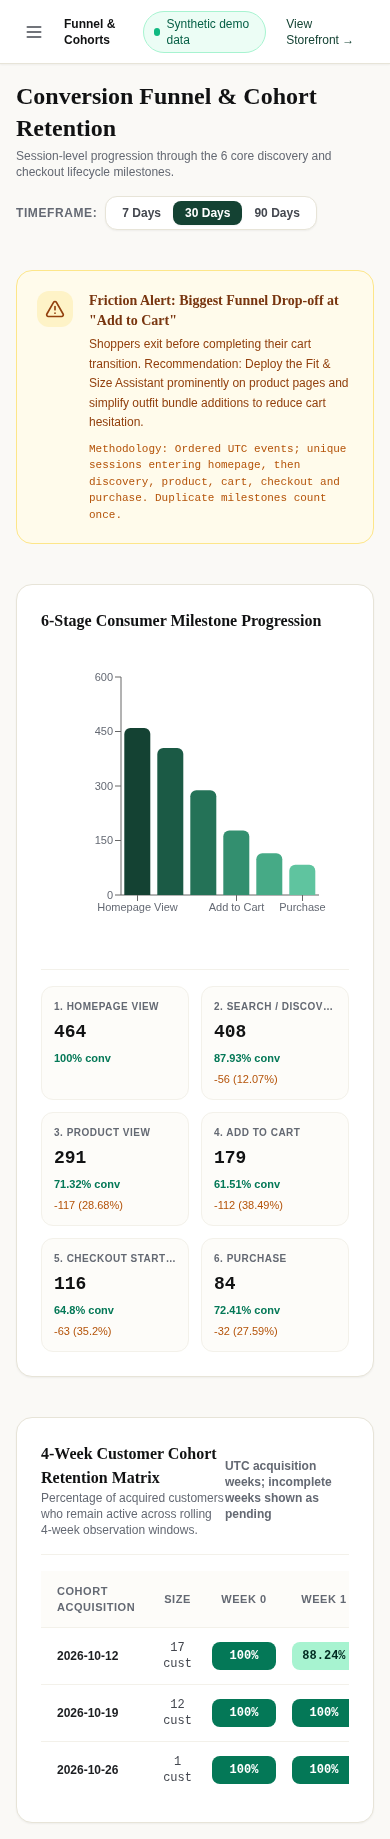 Funnel &
Cohorts
Synthetic demo
data
View
Storefront →
Conversion Funnel & Cohort
Retention
Session-level progression through the 6 core discovery and
checkout lifecycle milestones.
TIMEFRAME:
7 Days
30 Days
90 Days
Friction Alert: Biggest Funnel Drop-off at
"Add to Cart"
Shoppers exit before completing their cart
transition. Recommendation: Deploy the Fit &
Size Assistant prominently on product pages and
simplify outfit bundle additions to reduce cart
hesitation.
Methodology: Ordered UTC events; unique
sessions entering homepage, then
discovery, product, cart, checkout and
purchase. Duplicate milestones count
once.
6-Stage Consumer Milestone Progression
600
450
300
150
0
Homepage View
Add to Cart
Purchase
1. HOMEPAGE VIEW
464
100% conv
2. SEARCH / DISCOV...
408
87.93% conv
-56 (12.07%)
3. PRODUCT VIEW
291
71.32% conv
-117 (28.68%)
4. ADD TO CART
179
61.51% conv
-112 (38.49%)
5. CHECKOUT START...
116
64.8% conv
-63 (35.2%)
6. PURCHASE
84
72.41% conv
-32 (27.59%)
4-Week Customer Cohort
Retention Matrix
Percentage of acquired customers
who remain active across rolling
4-week observation windows.
UTC acquisition
weeks; incomplete
weeks shown as
pending
COHORT
ACQUISITION
SIZE
WEEK 0
WEEK 1
2026-10-12
17
cust
100%
88.24%
2026-10-19
12
cust
100%
100%
2026-10-26
1
cust
100%
100%